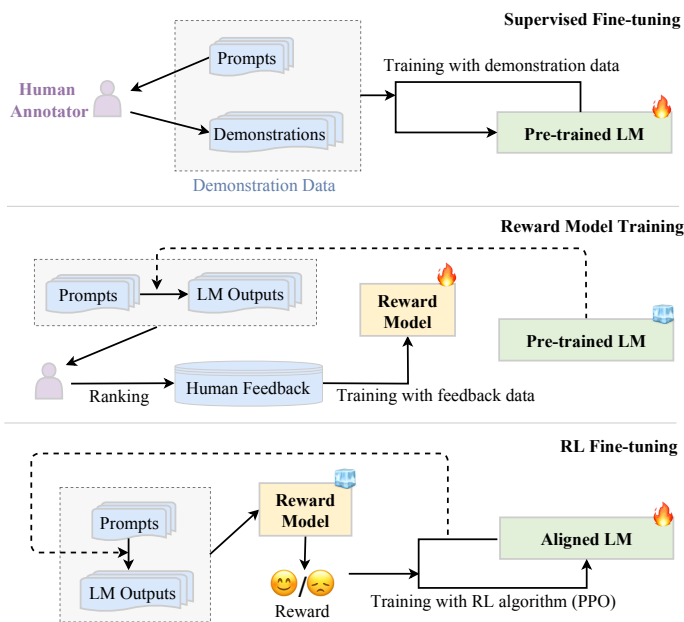 Supervised Fine-tuning
Prompts
Training with demonstration data
Human
Annotator
Demonstrations
Pre-trained LM
Demonstration Data
Reward Model Training
Prompts
LM Outputs
Reward
Model
Pre-trained LM
Ranking
Human Feedback
Training with feedback data
RL Fine-tuning
Prompts
Reward
Model
Aligned LM
LM Outputs
/
Reward
Training with RL algorithm (PPO)